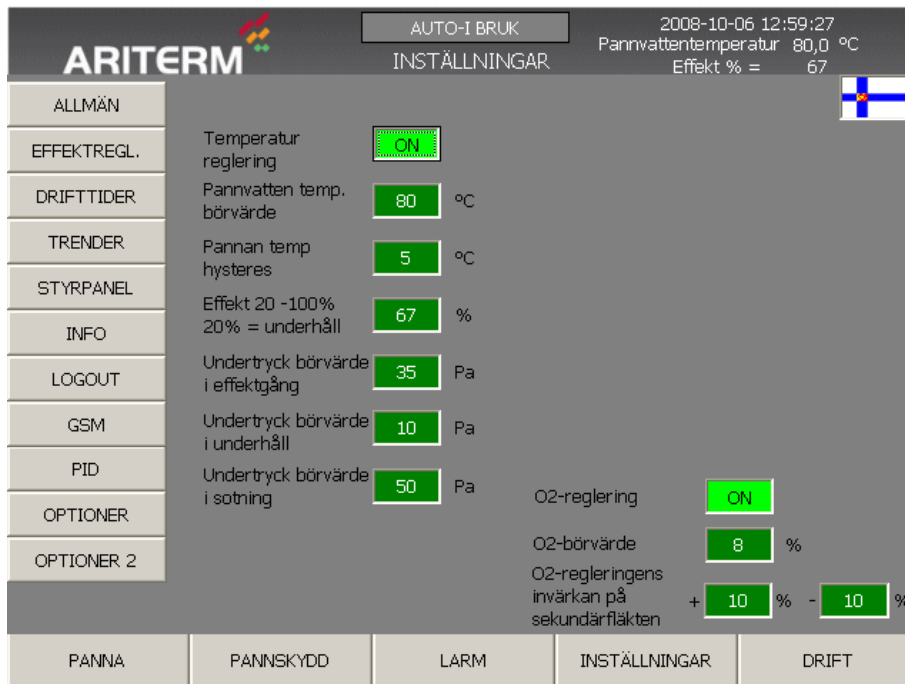 ARITERM
AUTO-I BRUK
INSTÄLLNINGAR
2008-10-06 12:59:27
Pannvattentemperatur 80,0 °C
Effekt % = 67
ALLMÄN
EFFEKTREGL.
DRIFTTIDER
TRENDER
STYRPANEL
INFO
LOGOUT
GSM
PID
OPTIONER
OPTIONER 2
Temperatur
reglering
ON
Pannvatten temp.
börvärde
80 °C
Pannan temp
hysteres
5 °C
Effekt 20 -100%
20% = underhåll
67 %
Undertryck börvärde
i effektgång
35 Pa
Undertryck börvärde
i underhåll
10 Pa
Undertryck börvärde
i sotning
50 Pa
O2-reglering
ON
O2-börvärde
8 %
O2-regleringens
invärkan på
sekundärfläkten
+ 10 % - 10 %
PANNA
PANNSKYDD
LARM
INSTÄLLNINGAR
DRIFT